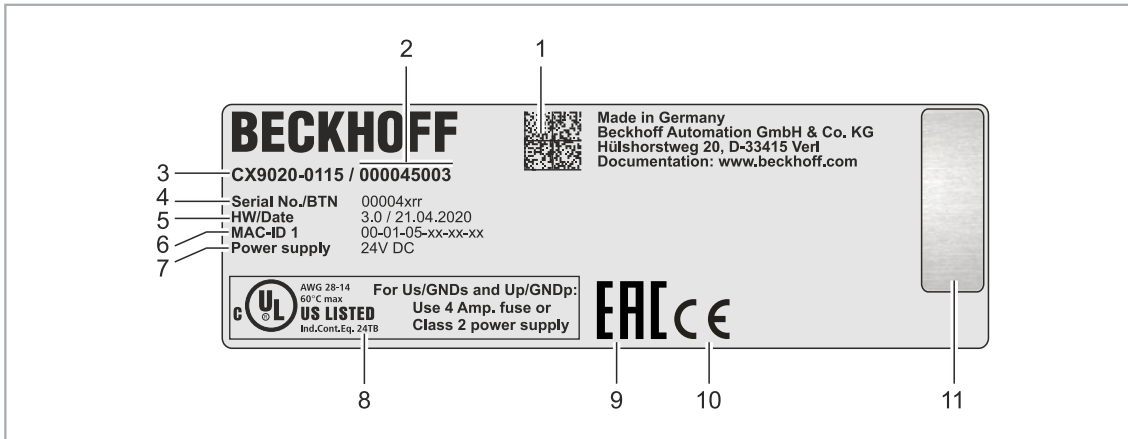 2 1
BECKHOFF
Made in Germany
Beckhoff Automation GmbH & Co. KG
Hülshorstweg 20, D-33415 Verl
Documentation: www.beckhoff.com
3 CX9020-0115 / 000045003
4 Serial No./BTN 00004xrr
5 HW/Date 3.0 / 21.04.2020
6 MAC-ID 1 00-01-05-xx-xx-xx
7 Power supply 24V DC
C UL ®
AWG 28-14
60°C max
US LISTED
Ind.Cont.Eq. 24TB
For Us/GNDs and Up/GNDp:
Use 4 Amp. fuse or
Class 2 power supply
EAC CE
8 9 10 11